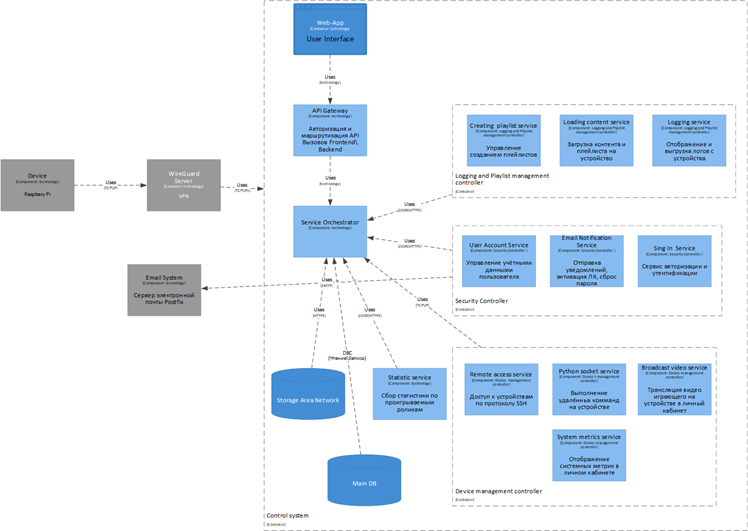 Web-App
(Container: technology)
User Interface
Uses
(technology)
API Gateway
(Component: technology)
Авторизация и
маршрутизация API
Вызовов Frontend\
Backend
Uses
(technology)
Service Orchestrator
(Component: technology)
Device
(Component: technology)
Raspbery Pi
Uses
(TCP\IP)
WireGuard
Server
(Container: technology)
VPN
Uses
(TCP\IPs)
Email System
(Component: technology)
Сервер электронной
почты Postfix
Creating playlist service
(Component: Logging and Playlist
management controller)
Управление
созданием плейлистов
Loading content service
(Component: Logging and Playlist
management controller)
Загрузка контента и
плейлиста на
устройство
Logging service
(Component: Logging and Playlist
management controller)
Отображение и
выгрузка логов с
устройства
Logging and Playlist management
controller
(Container)
Uses
(JSON\HTTPS)
User Account Service
(Component: Security Controller )
Управление учётными
данными
пользователя
Email Notification
Service
(Component: Security Controller )
Отправка
уведомлений,
активация ЛК, сброс
пароля
Sing in Service
(Component: Security Controller )
Сервис авторизации и
утентификации
Security Controller
(Container)
Uses
(JSON\HTTPS)
Uses
(SMTP)
Uses
(TCP\IP)
Uses
(HTTPS)
Uses
(JSON\HTTPS)
DBC
(Чтение\Запись)
Storage Area Network
Statistic service
(Component: technology)
Сбор статистики по
проигрываемым
роликам
Main DB
Remote access service
(Component: Device management
controller)
Доступ к устройствам
по протоколу SSH
Python socket service
(Component: Device management
controller)
Выполнение
удалённых комманд
на устройстве
Broadcast video service
(Component: Device management
controller)
Трансляция видео
играющего на
устройстве в личный
кабинет
System metrics service
(Component: Device management
controller)
Отображение
системных метрик в
личном кабинете
Device management controller
(Container)
Control system
(Container)